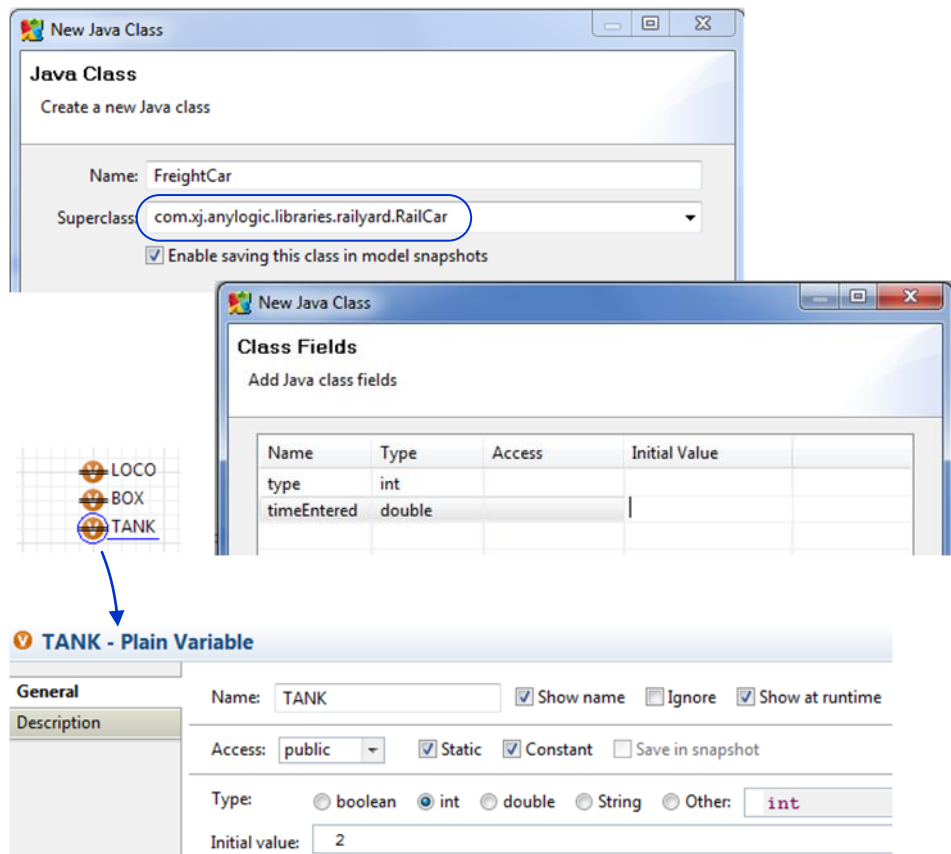 New Java Class
Java Class
Create a new Java class
Name: FreightCar
Superclass: com.xj.anylogic.libraries.railyard.RailCar
Enable saving this class in model snapshots
New Java Class
Class Fields
Add Java class fields
Name Type Access Initial Value
type int
timeEntered double
V LOCO
V BOX
V TANK
V TANK - Plain Variable
General
Description
Name: TANK Show name Ignore Show at runtime
Access: public Static Constant Save in snapshot
Type: boolean int double String Other: int
Initial value: 2